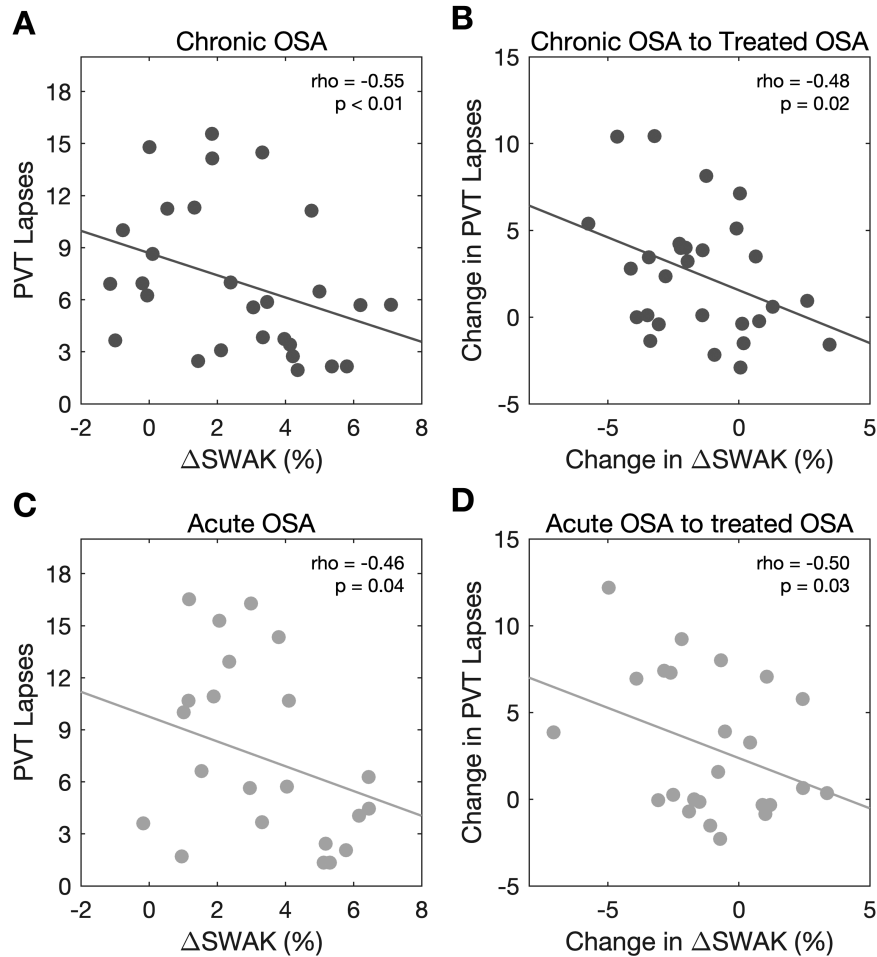 A
Chronic OSA
rho = -0.55
p < 0.01
PVT Lapses
18
15
12
9
6
3
0
-2 0 2 4 6 8
ΔSWAK (%)
B
Chronic OSA to Treated OSA
rho = -0.48
p = 0.02
Change in PVT Lapses
15
10
5
0
-5
-5 0 5
Change in ΔSWAK (%)
C
Acute OSA
rho = -0.46
p = 0.04
PVT Lapses
18
15
12
9
6
3
0
-2 0 2 4 6 8
ΔSWAK (%)
D
Acute OSA to treated OSA
rho = -0.50
p = 0.03
Change in PVT Lapses
15
10
5
0
-5
-5 0 5
Change in ΔSWAK (%)